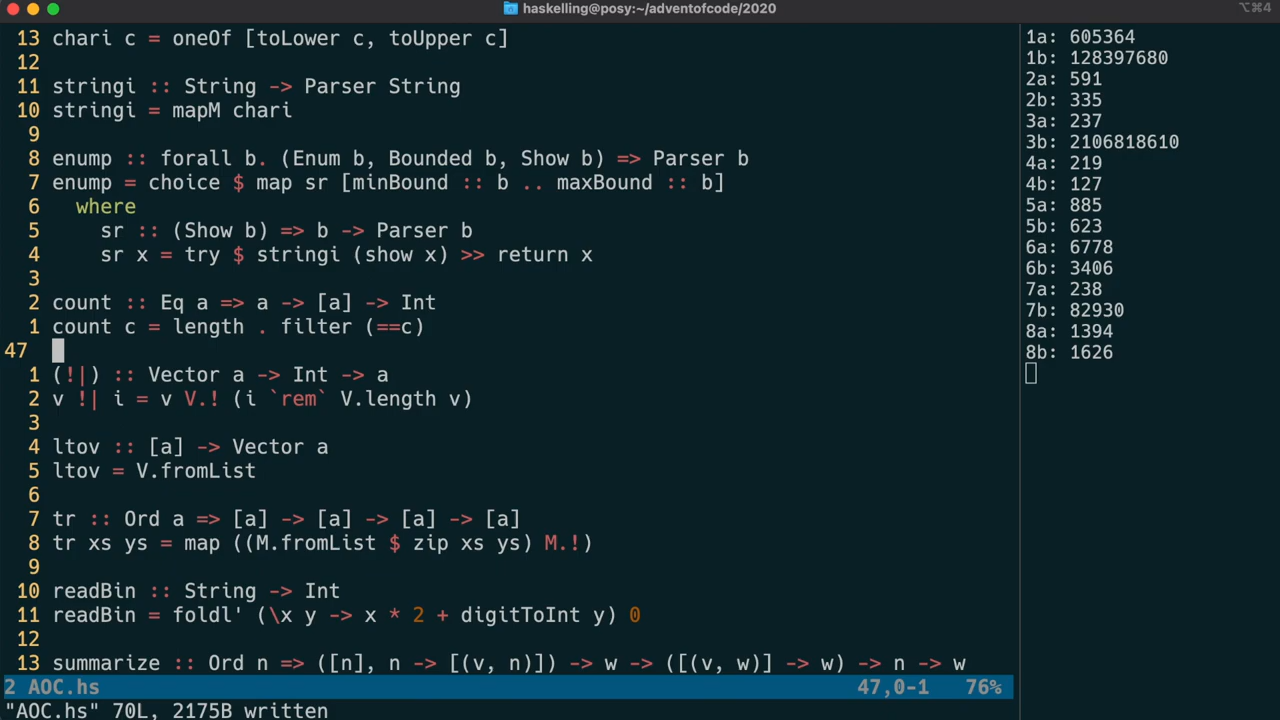 haskelling@posy:~/adventofcode/2020
⌥⌘4
13 chari c = oneOf [toLower c, toUpper c]
12
11 stringi :: String -> Parser String
10 stringi = mapM chari
9
8 enump :: forall b. (Enum b, Bounded b, Show b) => Parser b
7 enump = choice $ map sr [minBound :: b .. maxBound :: b]
6   where
5     sr :: (Show b) => b -> Parser b
4     sr x = try $ stringi (show x) >> return x
3
2 count :: Eq a => a -> [a] -> Int
1 count c = length . filter (==c)
47
1 (!|) :: Vector a -> Int -> a
2 v !| i = v V.! (i `rem` V.length v)
3
4 ltov :: [a] -> Vector a
5 ltov = V.fromList
6
7 tr :: Ord a => [a] -> [a] -> [a] -> [a]
8 tr xs ys = map ((M.fromList $ zip xs ys) M.!)
9
10 readBin :: String -> Int
11 readBin = foldl' (\x y -> x * 2 + digitToInt y) 0
12
13 summarize :: Ord n => ([n], n -> [(v, n)]) -> w -> ([(v, w)] -> w) -> n -> w
2 AOC.hs 47,0-1 76%
"AOC.hs" 70L, 2175B written
1a: 605364
1b: 128397680
2a: 591
2b: 335
3a: 237
3b: 2106818610
4a: 219
4b: 127
5a: 885
5b: 623
6a: 6778
6b: 3406
7a: 238
7b: 82930
8a: 1394
8b: 1626